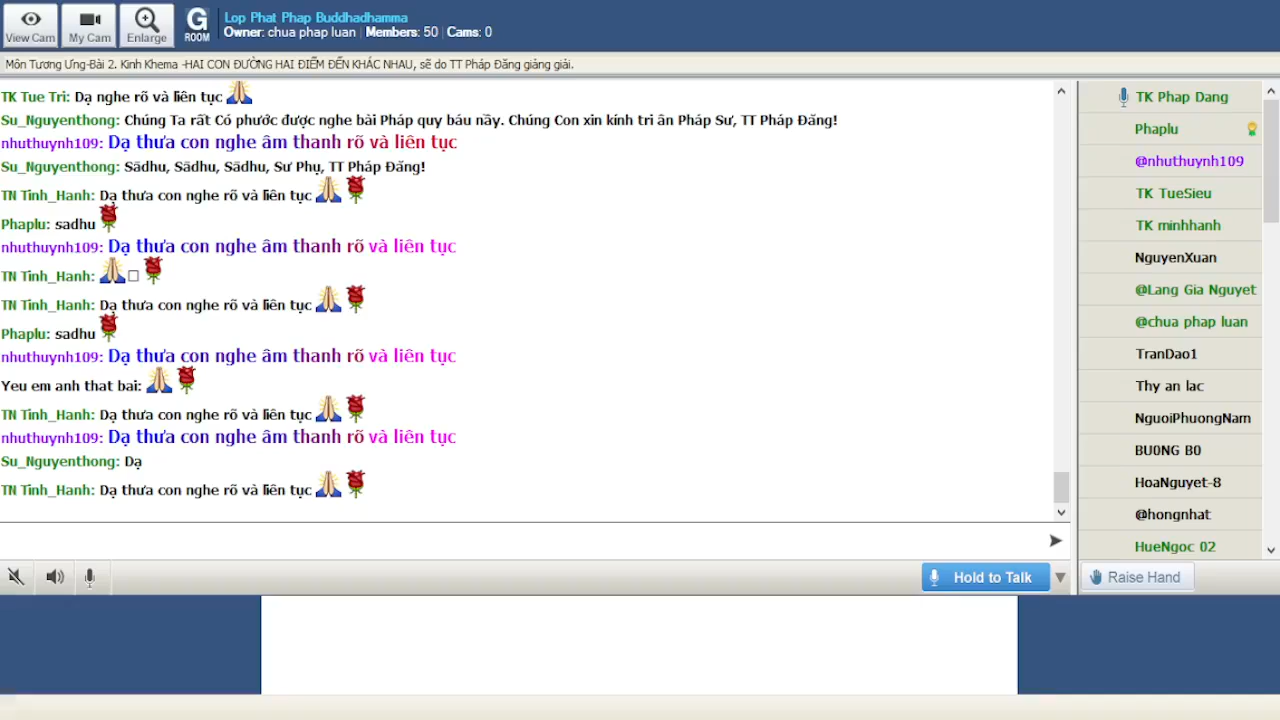 View Cam
My Cam
Enlarge
G
ROOM
Lop Phat Phap Buddhadhamma
Owner: chua phap luan Members: 50 Cams: 0
Môn Tương Ưng-Bài 2. Kinh Khema -HAI CON ĐƯỜNG HAI ĐIỂM ĐẾN KHÁC NHAU, sẽ do TT Pháp Đăng giảng giải.
TK Tue Tri: Dạ nghe rõ và liên tục
Su_Nguyenthong: Chúng Ta rất Có phước được nghe bài Pháp quy báu nầy. Chúng Con xin kính tri ân Pháp Sư, TT Pháp Đăng!
nhuthuynh109: Dạ thưa con nghe âm thanh rõ và liên tục
Su_Nguyenthong: Sādhu, Sādhu, Sādhu, Sư Phụ, TT Pháp Đăng!
TN Tinh_Hanh: Dạ thưa con nghe rõ và liên tục
Phaplu: sadhu
nhuthuynh109: Dạ thưa con nghe âm thanh rõ và liên tục
TN Tinh_Hanh:
TN Tinh_Hanh: Dạ thưa con nghe rõ và liên tục
Phaplu: sadhu
nhuthuynh109: Dạ thưa con nghe âm thanh rõ và liên tục
Yeu em anh that bai:
TN Tinh_Hanh: Dạ thưa con nghe rõ và liên tục
nhuthuynh109: Dạ thưa con nghe âm thanh rõ và liên tục
Su_Nguyenthong: Dạ
TN Tinh_Hanh: Dạ thưa con nghe rõ và liên tục
TK Phap Dang
Phaplu
@nhuthuynh109
TK TueSieu
TK minhhanh
NguyenXuan
@Lang Gia Nguyet
@chua phap luan
TranDao1
Thy an lac
NguoiPhuongNam
BU0NG B0
HoaNguyet-8
@hongnhat
HueNgoc 02
Hold to Talk
Raise Hand